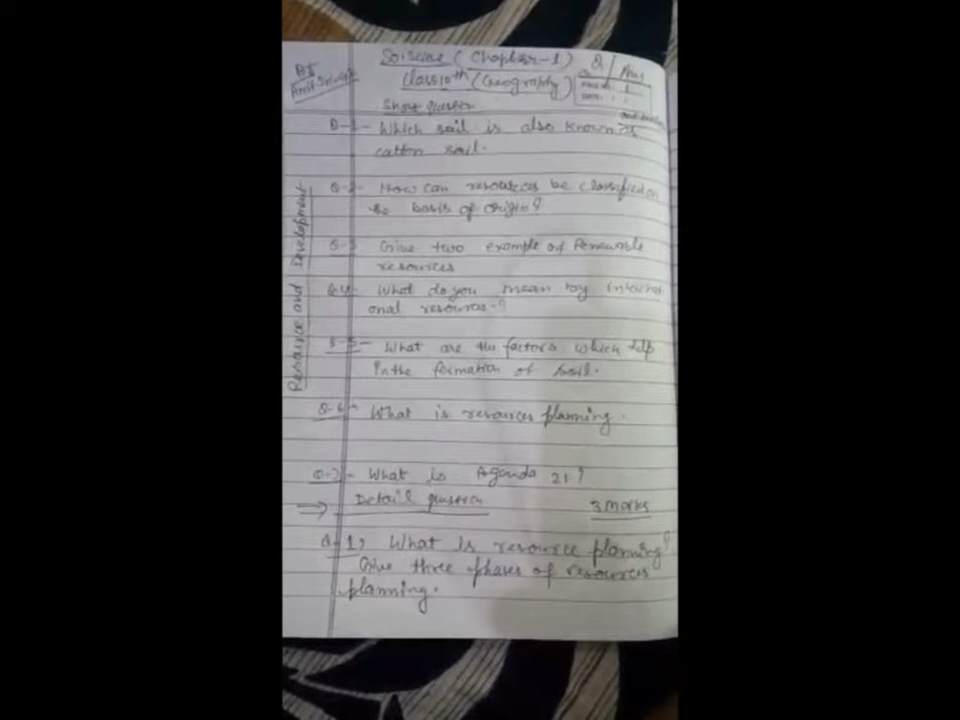 So. Science (Chapter-1)
Class 10th (Geography)
Q/Ans
Short question
Q-1- Which soil is also known as
cotton soil.
Q-2- How can resources be classified on
the basis of origin?
Q-3 Give two example of Renewable
resources
Q-4- What do you mean by internat
onal resources.?
Q-5- What are the factors which help
in the formation of soil.
Q-6- What is resources planning.
Q-7- What is Agenda 21?
Detail question 3 marks
Q-1, What is resource planning?
Give three phases of resources
planning.
Resource and Development